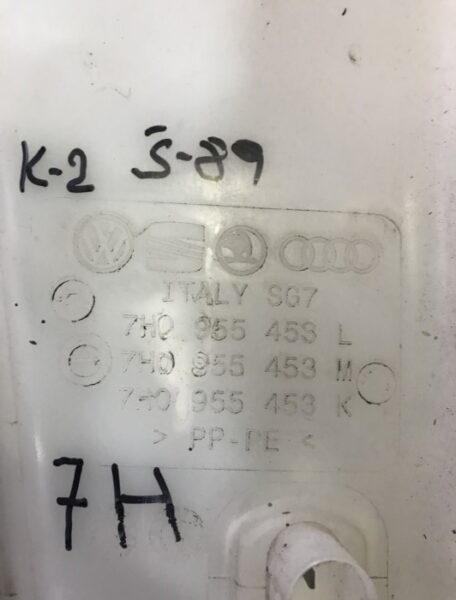 K-2 S-89
ITALY SG7
7H0 955 453 L
7H0 955 453 M
7H0 955 453 K
> PP-PE <
7H